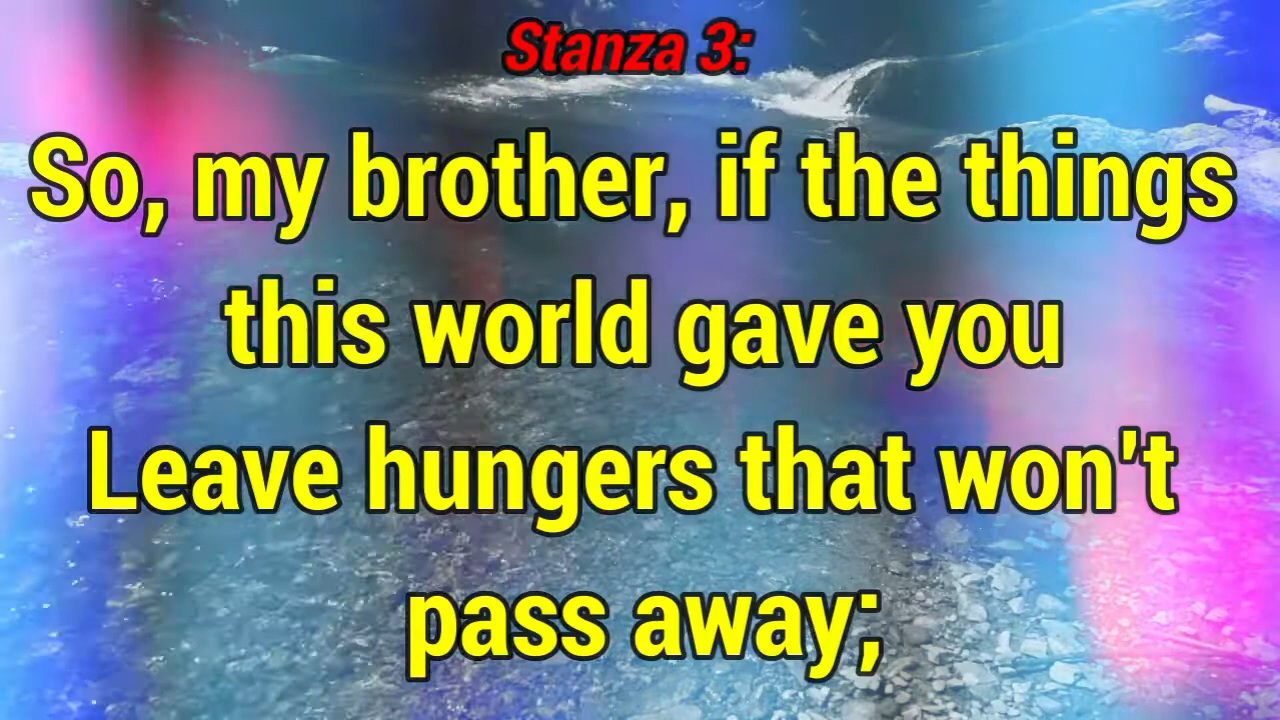 Stanza 3:
So, my brother, if the things
this world gave you
Leave hungers that won't
pass away;